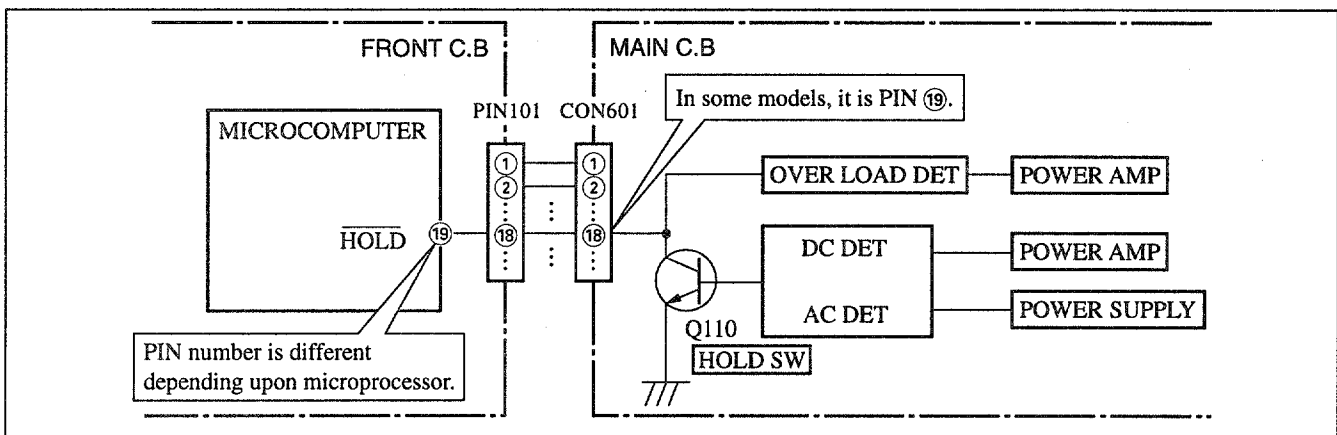 FRONT C.B
MAIN C.B
In some models, it is PIN ⑲.
PIN101
CON601
MICROCOMPUTER
①
①
②
②
HOLD
⑲
⑱
⑱
OVER LOAD DET
POWER AMP
DC DET
POWER AMP
AC DET
POWER SUPPLY
Q110
HOLD SW
PIN number is different
depending upon microprocessor.